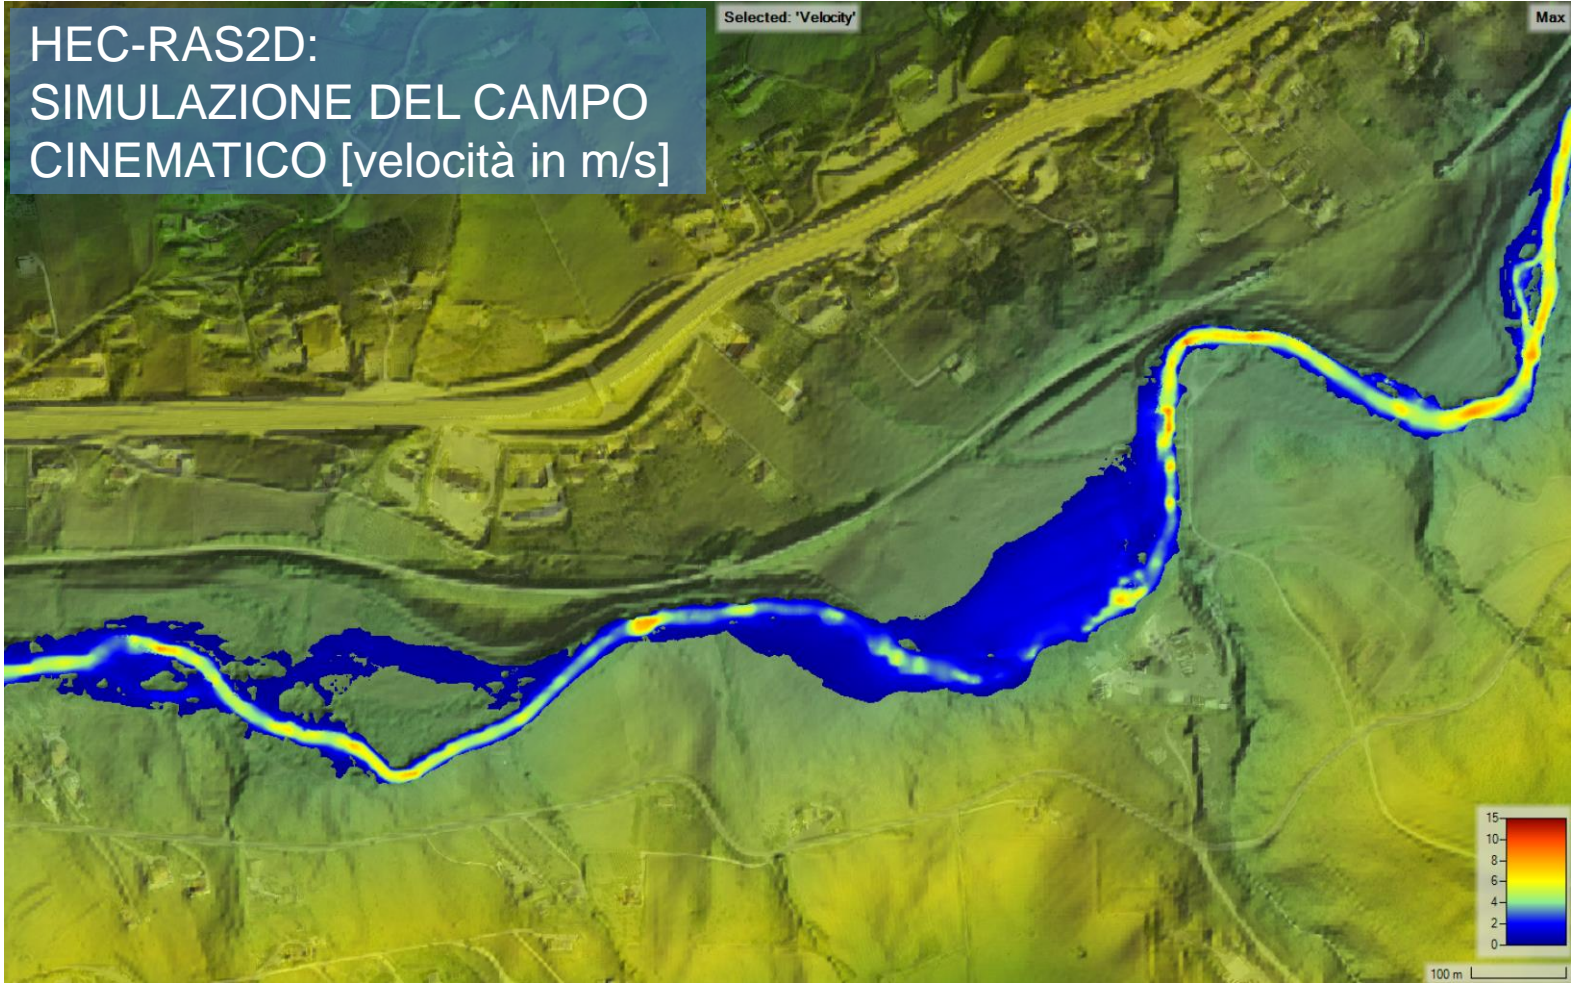 HEC-RAS2D:
SIMULAZIONE DEL CAMPO
CINEMATICO [velocità in m/s]
Selected: 'Velocity'
Max
15
10
8
6
4
2
0
100 m